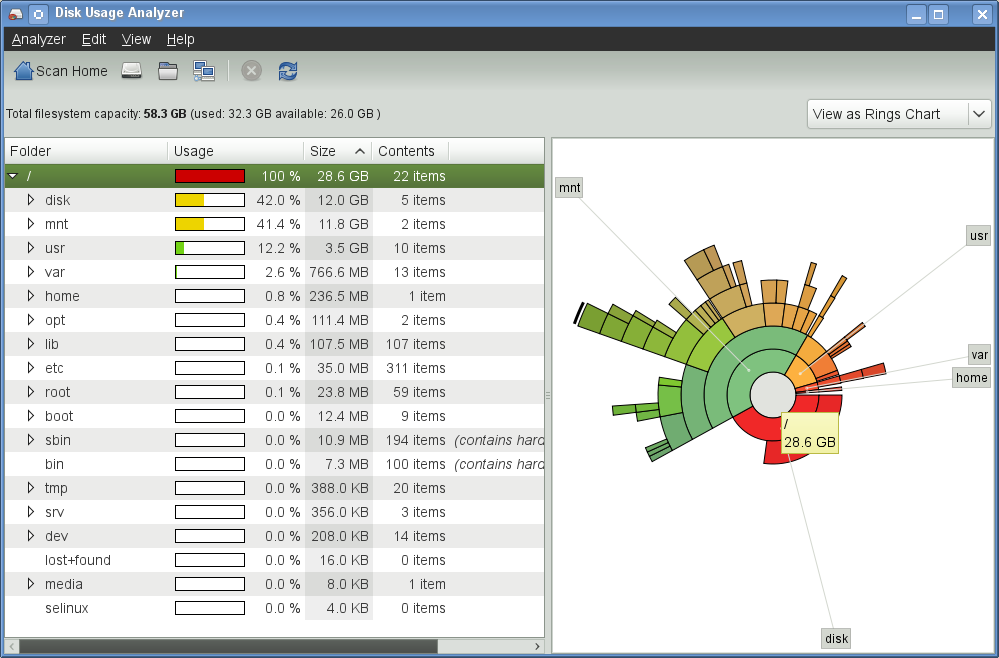 Disk Usage Analyzer
Analyzer Edit View Help
Scan Home
Total filesystem capacity: 58.3 GB (used: 32.3 GB available: 26.0 GB )
View as Rings Chart
Folder Usage Size Contents
/ 100 % 28.6 GB 22 items
disk 42.0 % 12.0 GB 5 items
mnt 41.4 % 11.8 GB 2 items
usr 12.2 % 3.5 GB 10 items
var 2.6 % 766.6 MB 13 items
home 0.8 % 236.5 MB 1 item
opt 0.4 % 111.4 MB 2 items
lib 0.4 % 107.5 MB 107 items
etc 0.1 % 35.0 MB 311 items
root 0.1 % 23.8 MB 59 items
boot 0.0 % 12.4 MB 9 items
sbin 0.0 % 10.9 MB 194 items (contains hard
bin 0.0 % 7.3 MB 100 items (contains hard
tmp 0.0 % 388.0 KB 20 items
srv 0.0 % 356.0 KB 3 items
dev 0.0 % 208.0 KB 14 items
lost+found 0.0 % 16.0 KB 0 items
media 0.0 % 8.0 KB 1 item
selinux 0.0 % 4.0 KB 0 items
mnt
usr
var
home
/
28.6 GB
disk